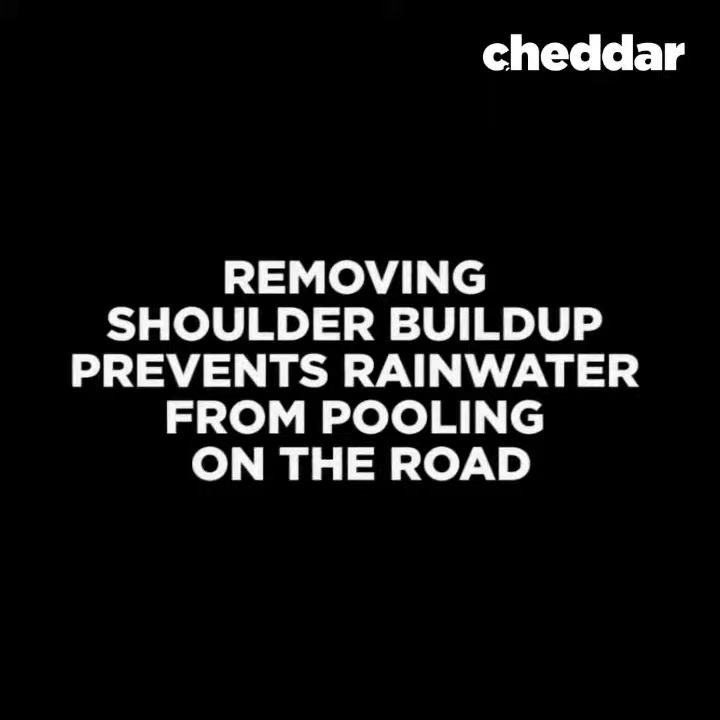 cheddar
REMOVING
SHOULDER BUILDUP
PREVENTS RAINWATER
FROM POOLING
ON THE ROAD